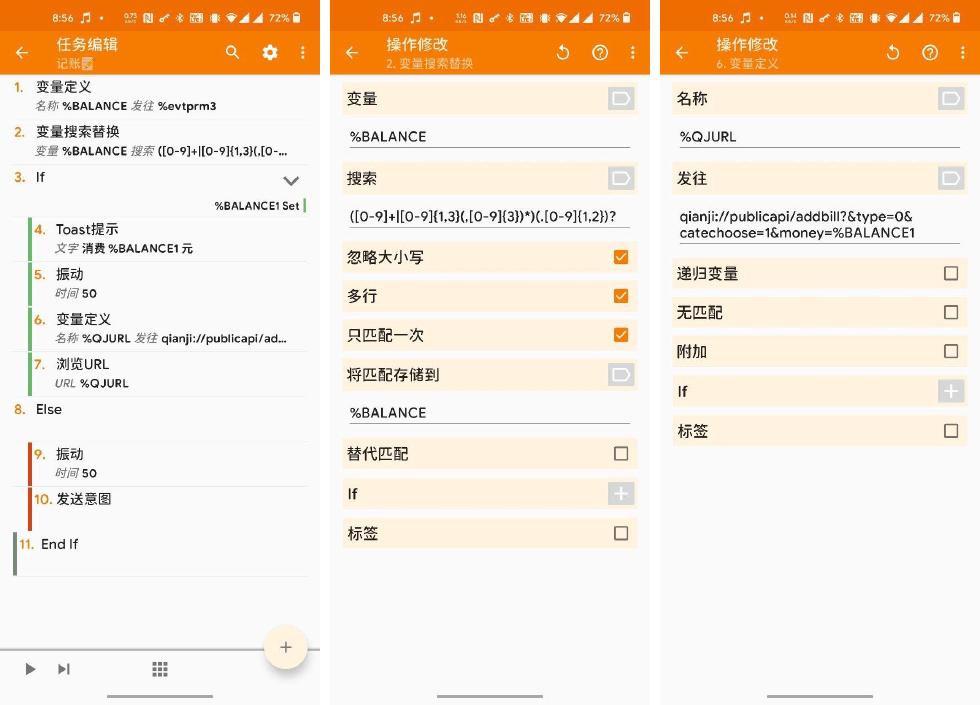 8:56 0.73 KB/S 72%
任务编辑
记账📝
1. 变量定义
名称 %BALANCE 发往 %evtprm3
2. 变量搜索替换
变量 %BALANCE 搜索 ([0-9]+|[0-9]{1,3}(,[0-...
3. If
%BALANCE1 Set
4. Toast提示
文字 消费 %BALANCE1 元
5. 振动
时间 50
6. 变量定义
名称 %QJURL 发往 qianji://publicapi/ad...
7. 浏览URL
URL %QJURL
8. Else
9. 振动
时间 50
10. 发送意图
11. End If
8:56 1.16 KB/S 72%
操作修改
2. 变量搜索替换
变量
%BALANCE
搜索
([0-9]+|[0-9]{1,3}(,[0-9]{3})*)(.[0-9]{1,2})?
忽略大小写
多行
只匹配一次
将匹配存储到
%BALANCE
替代匹配
If
标签
8:56 0.14 KB/S 72%
操作修改
6. 变量定义
名称
%QJURL
发往
qianji://publicapi/addbill?&type=0&
catechoose=1&money=%BALANCE1
递归变量
无匹配
附加
If
标签